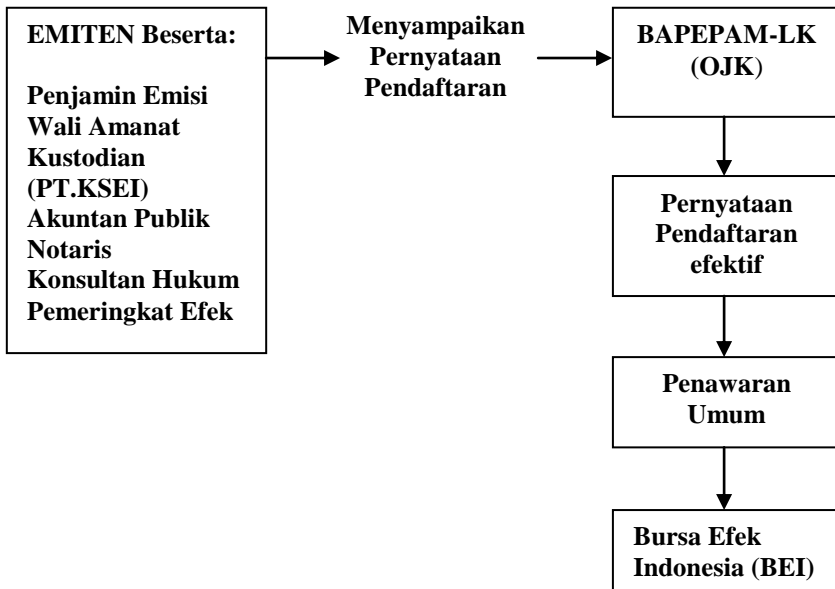 EMITEN Beserta:
Penjamin Emisi
Wali Amanat
Kustodian
(PT.KSEI)
Akuntan Publik
Notaris
Konsultan Hukum
Pemeringkat Efek
Menyampaikan
Pernyataan
Pendaftaran
BAPEPAM-LK
(OJK)
Pernyataan
Pendaftaran
efektif
Penawaran
Umum
Bursa Efek
Indonesia (BEI)